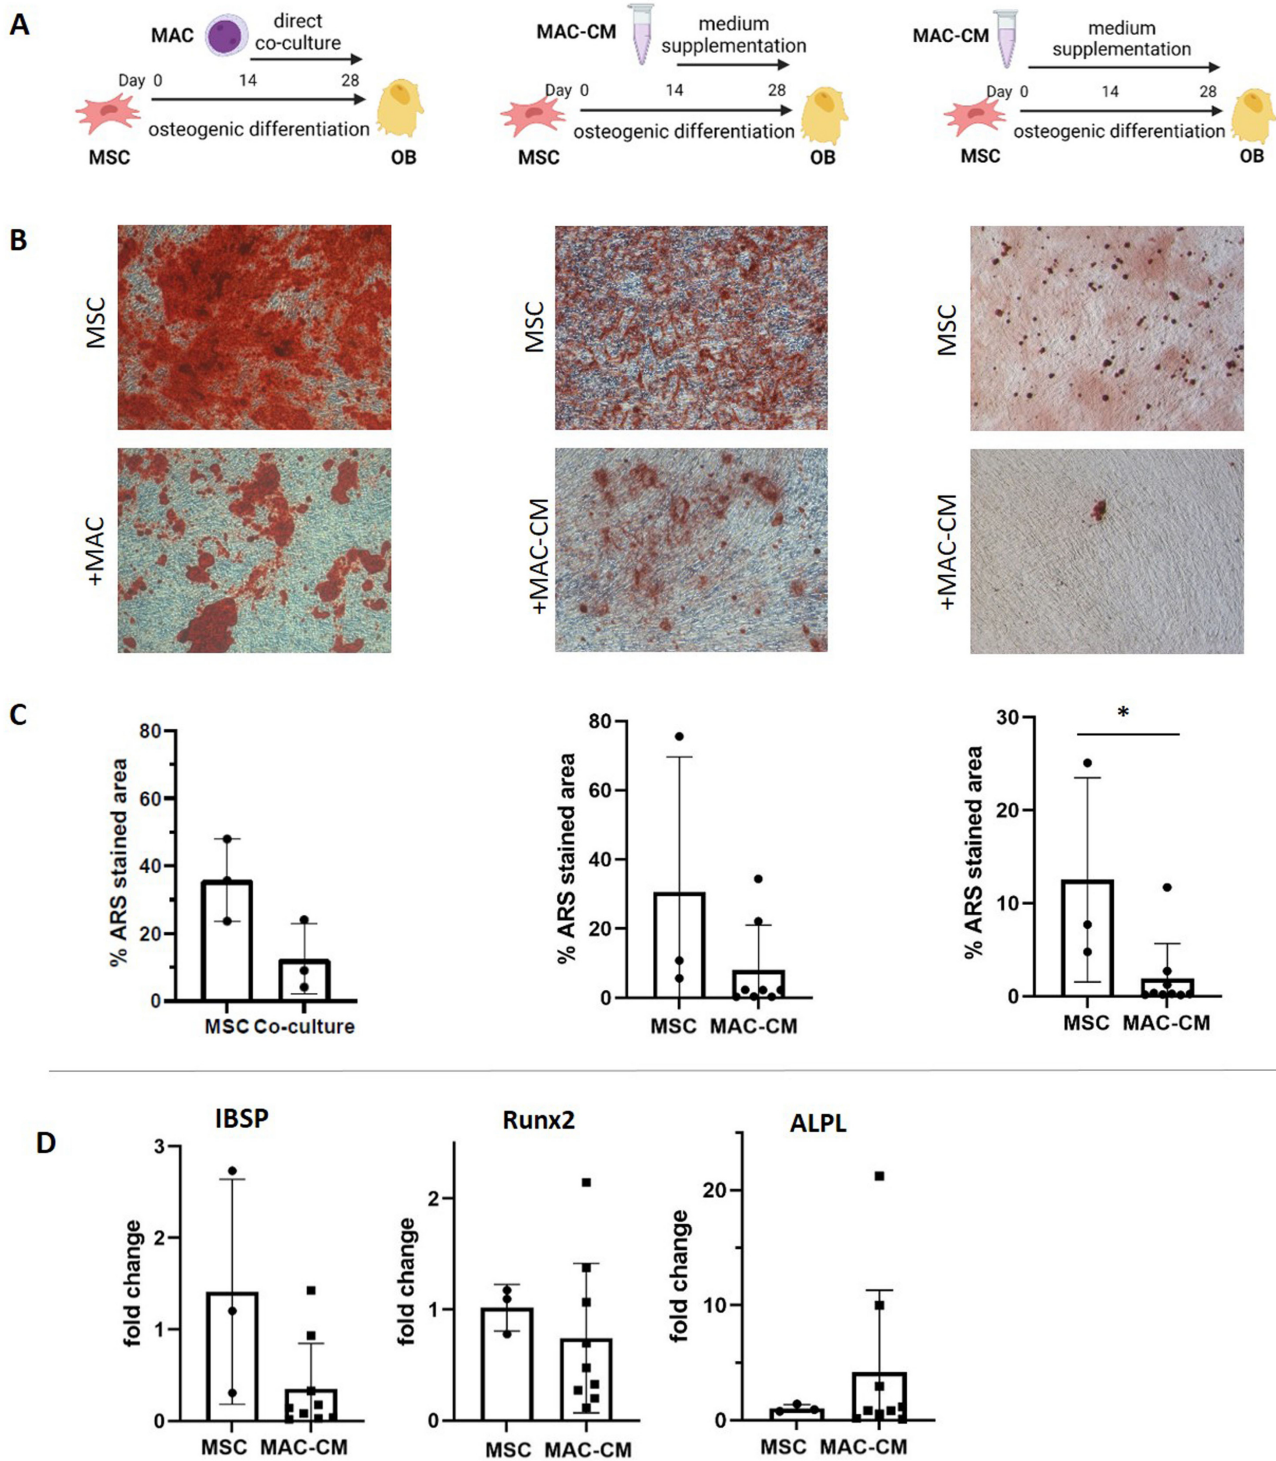 A
MAC
direct
co-culture
Day 0 14 28
osteogenic differentiation
MSC
OB
MAC-CM
medium
supplementation
Day 0 14 28
osteogenic differentiation
MSC
OB
MAC-CM
medium
supplementation
Day 0 14 28
osteogenic differentiation
MSC
OB
B
MSC
MSC
MSC
+MAC
+MAC-CM
+MAC-CM
C
% ARS stained area
80
60
40
20
0
MSC Co-culture
% ARS stained area
80
60
40
20
0
MSC MAC-CM
% ARS stained area
30
20
10
0
*
MSC MAC-CM
D
IBSP
fold change
3
2
1
0
MSC MAC-CM
Runx2
fold change
2
1
0
MSC MAC-CM
ALPL
fold change
20
10
0
MSC MAC-CM